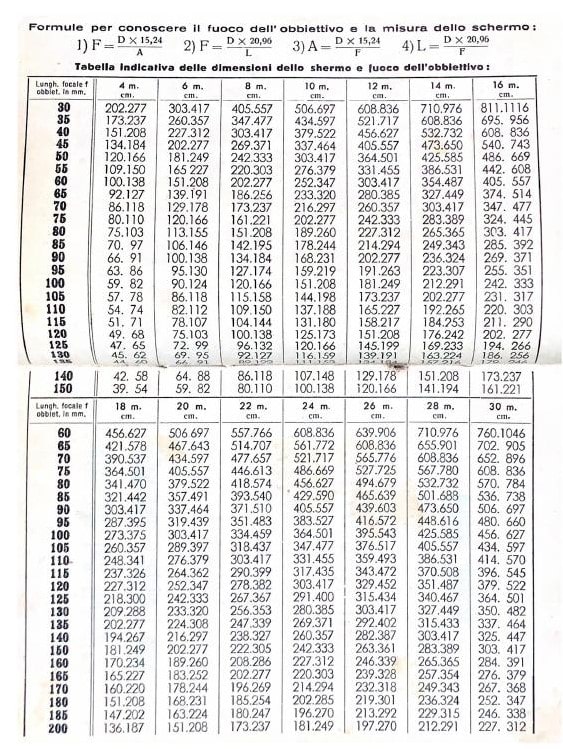 Formule per conoscere il fuoco dell'obbiettivo e la misura dello schermo:
1) F = D × 15,24 / A 2) F = D × 20,96 / L 3) A = D × 15,24 / F 4) L = D × 20,96 / F
Tabella indicativa delle dimensioni dello shermo e fuoco dell'obbiettivo:
Lungh. focale f obbiet. in mm. 4 m. cm. 6 m. cm. 8 m. cm. 10 m. cm. 12 m. cm. 14 m. cm. 16 m. cm.
30 202.277 303.417 405.557 506.697 608.836 710.976 811.1116
35 173.237 260.357 347.477 434.597 521.717 608.836 695. 956
40 151.208 227.312 303.417 379.522 456.627 532.732 608. 836
45 134.184 202.277 269.371 337.464 405.557 473.650 540. 743
50 120.166 181.249 242.333 303.417 364.501 425.585 486. 669
55 109.150 165 227 220.303 276.379 331.455 386.531 442. 608
60 100.138 151.208 202.277 252.347 303.417 354.487 405. 557
65 92.127 139.191 186.256 233.320 280.385 327.449 374. 514
70 86.118 129.178 173.237 216.297 260.357 303.417 347. 477
75 80.110 120.166 161.221 202.277 242.333 283.389 324. 445
80 75.103 113.155 151.208 189.260 227.312 265.365 303. 417
85 70. 97 106.146 142.195 178.244 214.294 249.343 285. 392
90 66. 91 100.138 134.184 168.231 202.277 236.324 269. 371
95 63. 86 95.130 127.174 159.219 191.263 223.307 255. 351
100 59. 82 90.124 120.166 151.208 181.249 212.291 242. 333
105 57. 78 86.118 115.158 144.198 173.237 202.277 231. 317
110 54. 74 82.112 109.150 137.188 165.227 192.265 220. 303
115 51. 71 78.107 104.144 131.180 158.217 184.253 211. 290
120 49. 68 75.103 100.138 125.173 151.208 176.242 202. 277
125 47. 65 72. 99 96.132 120.166 145.199 169.233 194. 266
130 45. 62 69. 95 92.127 116.159 139.191 163.224 186. 256
140 42. 58 64. 88 86.118 107.148 129.178 151.208 173.237
150 39. 54 59. 82 80.110 100.138 120.166 141.194 161.221
Lungh. focale f obbiet. in mm. 18 m. cm. 20 m. cm. 22 m. cm. 24 m. cm. 26 m. cm. 28 m. cm. 30 m. cm.
60 456.627 506 697 557.766 608.836 639.906 710.976 760.1046
65 421.578 467.643 514.707 561.772 608.836 655.901 702. 905
70 390.537 434.597 477.657 521.717 565.776 608.836 652. 896
75 364.501 405.557 446.613 486.669 527.725 567.780 608. 836
80 341.470 379.522 418.574 456.627 494.679 532.732 570. 784
85 321.442 357.491 393.540 429.590 465.639 501.688 536. 738
90 303.417 337.464 371.510 405.557 439.603 473.650 506. 697
95 287.395 319.439 351.483 383.527 416.572 448.616 480. 660
100 273.375 303.417 334.459 364.501 395.543 425.585 456. 627
105 260.357 289.397 318.437 347.477 376.517 405.557 434. 597
110 248.341 276.379 303.417 331.455 359.493 386.531 414. 570
115 237.326 264.362 290.399 317.435 343.472 370.508 396. 545
120 227.312 252.347 278.382 303.417 329.452 351.487 379. 522
125 218.300 242.333 267.367 291.400 315.434 340.467 364. 501
130 209.288 233.320 256.353 280.385 303.417 327.449 350. 482
135 202.277 224.308 247.339 269.371 292.402 315.433 337. 464
140 194.267 216.297 238.327 260.357 282.387 303.417 325. 447
150 181.249 202.277 222.305 242.333 263.361 283.389 303. 417
160 170.234 189.260 208.286 227.312 246.339 265.365 284. 391
165 165.227 183.252 202.277 220.303 239.328 257.354 276. 379
170 160.220 178.244 196.269 214.294 232.318 249.343 267. 368
180 151.208 168.231 185.254 202.285 219.301 236.324 252. 347
185 147.202 163.224 180.247 196.270 213.292 229.315 246. 338
200 136.187 151.208 173.237 181.249 197.270 212.291 227. 312